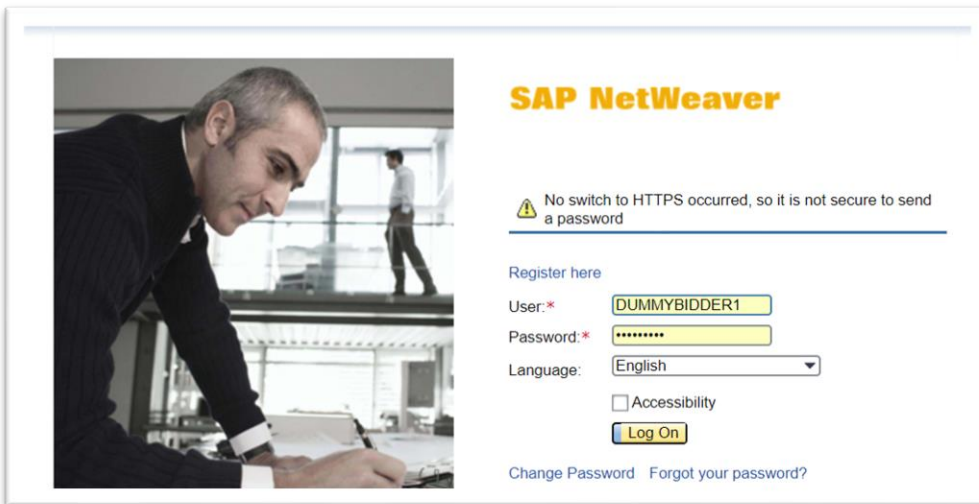 SAP NetWeaver
No switch to HTTPS occurred, so it is not secure to send
a password
Register here
User:*
DUMMYBIDDER1
Password:*
•••••••••
Language:
English
Accessibility
Log On
Change Password Forgot your password?